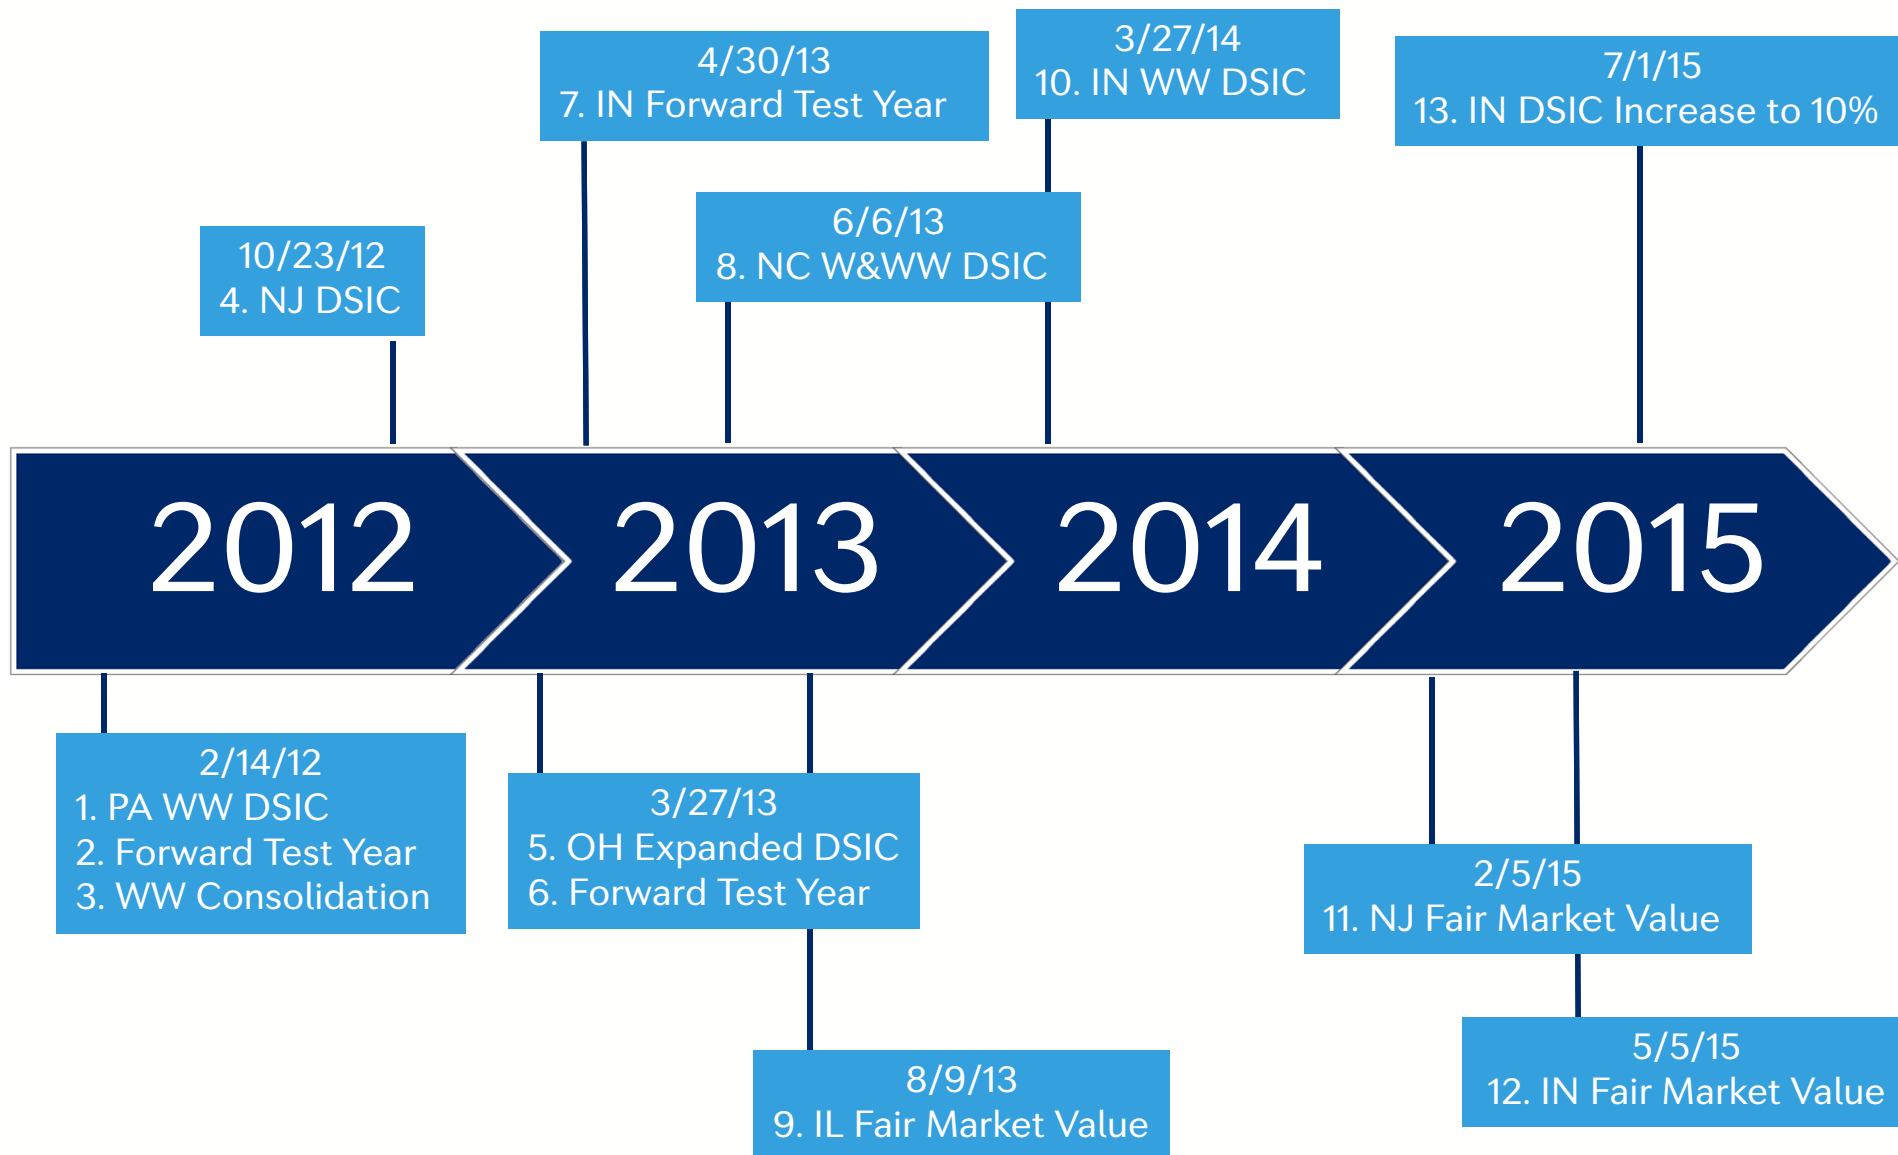 3/27/14
10. IN WW DSIC
4/30/13
7. IN Forward Test Year
7/1/15
13. IN DSIC Increase to 10%
6/6/13
8. NC W&WW DSIC
10/23/12
4. NJ DSIC
2012
2013
2014
2015
2/14/12
1. PA WW DSIC
2. Forward Test Year
3. WW Consolidation
3/27/13
5. OH Expanded DSIC
6. Forward Test Year
2/5/15
11. NJ Fair Market Value
5/5/15
12. IN Fair Market Value
8/9/13
9. IL Fair Market Value